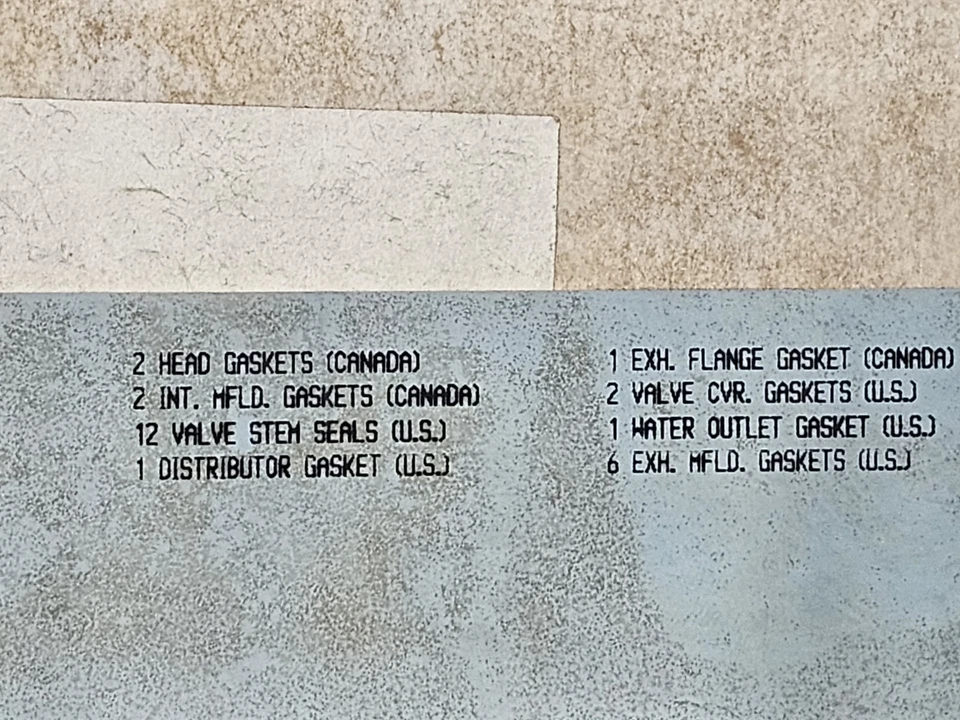 2 HEAD GASKETS (CANADA)
2 INT. MFLD. GASKETS (CANADA)
12 VALVE STEM SEALS (U.S.)
1 DISTRIBUTOR GASKET (U.S.)
1 EXH. FLANGE GASKET (CANADA)
2 VALVE CVR. GASKETS (U.S.)
1 WATER OUTLET GASKET (U.S.)
6 EXH. MFLD. GASKETS (U.S.)